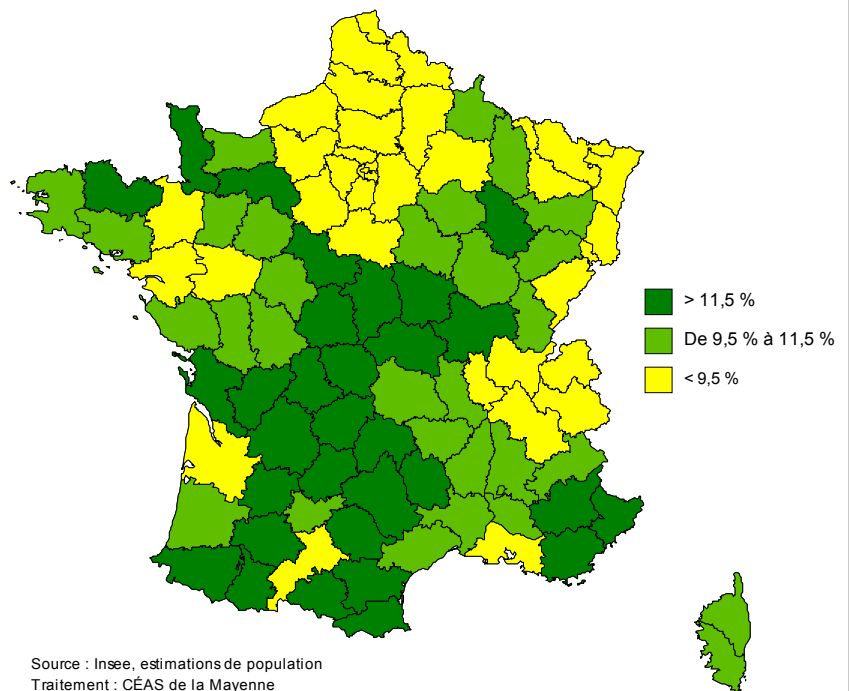 > 11,5 %
De 9,5 % à 11,5 %
< 9,5 %
Source : Insee, estimations de population
Traitement : CÉAS de la Mayenne